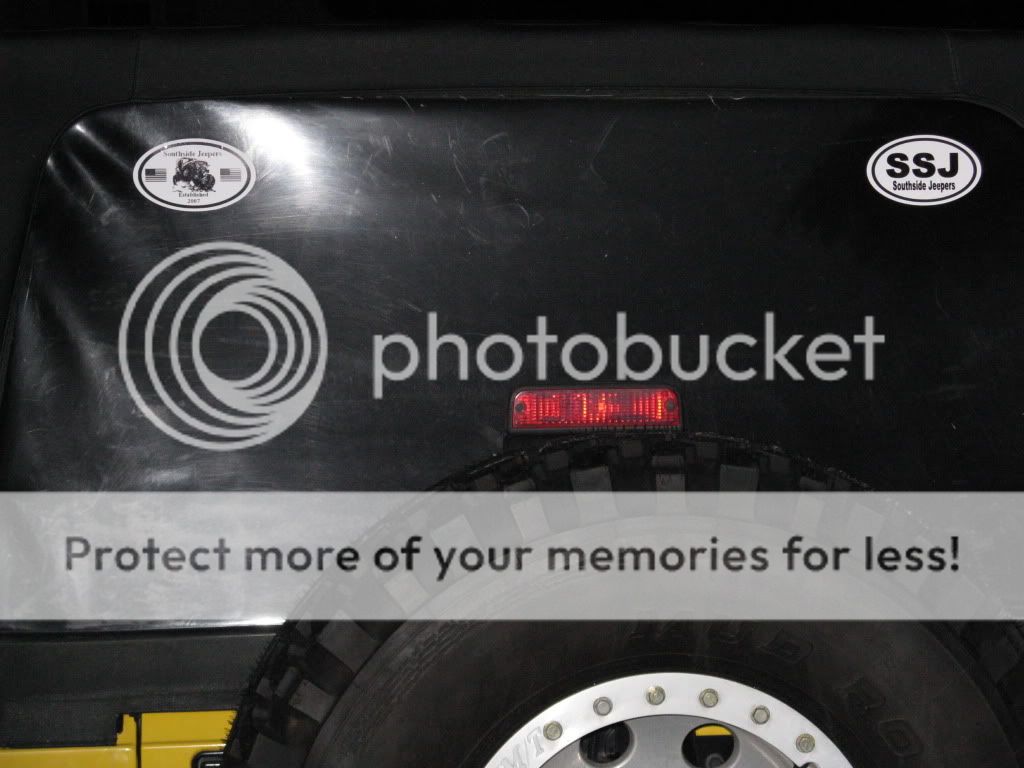 Southside Jeepers
Established
2007
SSJ
Southside Jeepers
photobucket
Protect more of your memories for less!
M/T